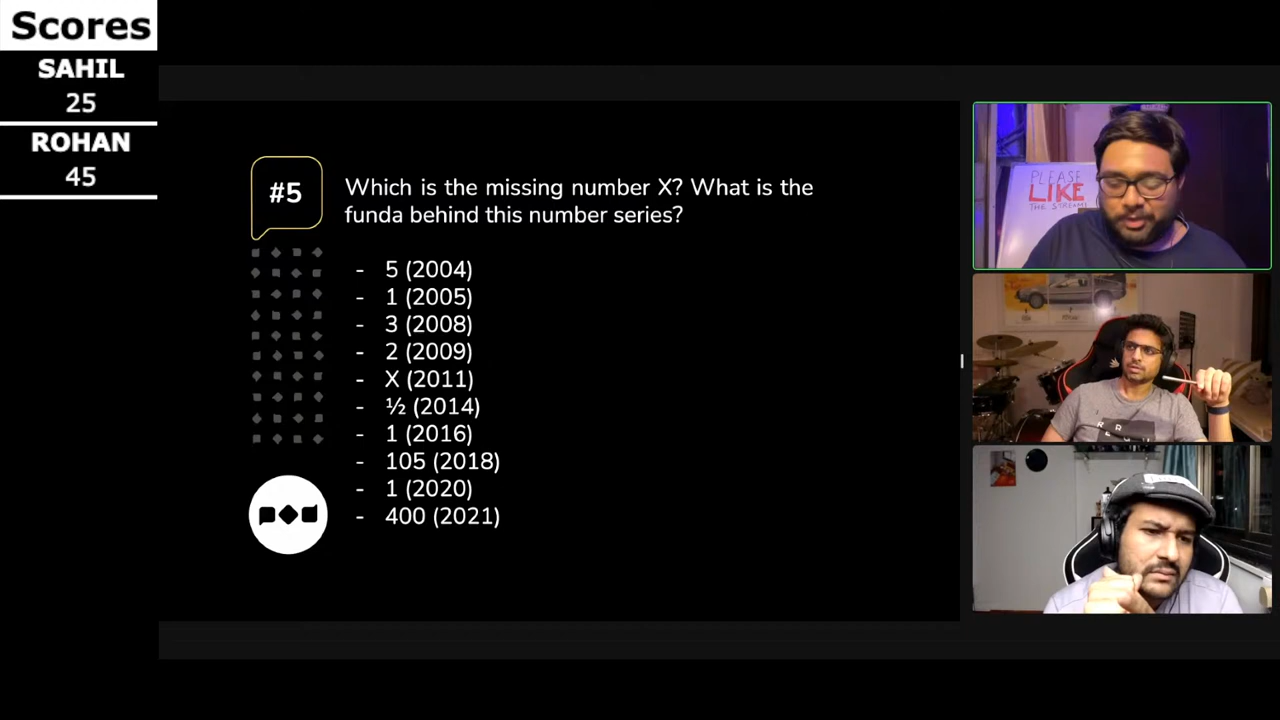 Scores
SAHIL
25
ROHAN
45
#5
Which is the missing number X? What is the
funda behind this number series?
- 5 (2004)
- 1 (2005)
- 3 (2008)
- 2 (2009)
- X (2011)
- ½ (2014)
- 1 (2016)
- 105 (2018)
- 1 (2020)
- 400 (2021)
PLEASE
LIKE
THE STREAM!